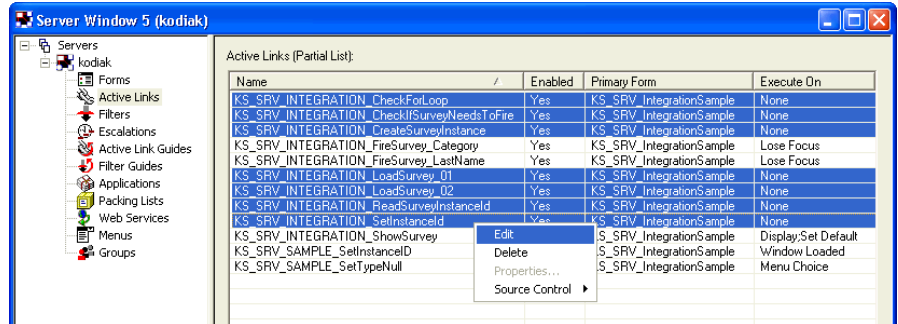 Server Window 5 (kodiak)
Servers
kodiak
Forms
Active Links
Filters
Escalations
Active Link Guides
Filter Guides
Applications
Packing Lists
Web Services
Menus
Groups
Active Links (Partial List):
Name / Enabled Primary Form Execute On
KS_SRV_INTEGRATION_CheckForLoop Yes KS_SRV_IntegrationSample None
KS_SRV_INTEGRATION_CheckIfSurveyNeedsToFire Yes KS_SRV_IntegrationSample None
KS_SRV_INTEGRATION_CreateSurveyInstance Yes KS_SRV_IntegrationSample None
KS_SRV_INTEGRATION_FireSurvey_Category Yes KS_SRV_IntegrationSample Lose Focus
KS_SRV_INTEGRATION_FireSurvey_LastName Yes KS_SRV_IntegrationSample Lose Focus
KS_SRV_INTEGRATION_LoadSurvey_01 Yes KS_SRV_IntegrationSample None
KS_SRV_INTEGRATION_LoadSurvey_02 Yes KS_SRV_IntegrationSample None
KS_SRV_INTEGRATION_ReadSurveyInstanceId Yes KS_SRV_IntegrationSample None
KS_SRV_INTEGRATION_SetInstanceId Yes KS_SRV_IntegrationSample None
KS_SRV_INTEGRATION_ShowSurvey S_SRV_IntegrationSample Display;Set Default
KS_SRV_SAMPLE_SetInstanceID S_SRV_IntegrationSample Window Loaded
KS_SRV_SAMPLE_SetTypeNull S_SRV_IntegrationSample Menu Choice
Edit
Delete
Properties...
Source Control